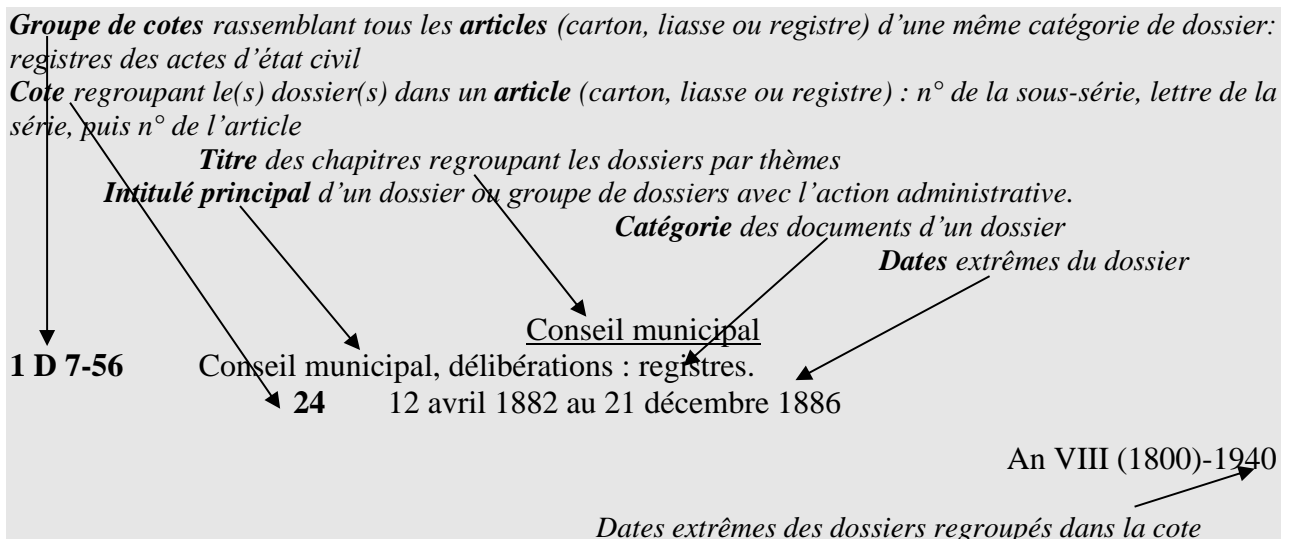 Groupe de cotes rassemblant tous les articles (carton, liasse ou registre) d’une même catégorie de dossier:
registres des actes d’état civil
Cote regroupant le(s) dossier(s) dans un article (carton, liasse ou registre) : n° de la sous-série, lettre de la
série, puis n° de l’article
Titre des chapitres regroupant les dossiers par thèmes
Intitulé principal d’un dossier ou groupe de dossiers avec l’action administrative.
Catégorie des documents d’un dossier
Dates extrêmes du dossier
Conseil municipal
1 D 7-56 Conseil municipal, délibérations : registres.
24 12 avril 1882 au 21 décembre 1886
An VIII (1800)-1940
Dates extrêmes des dossiers regroupés dans la cote